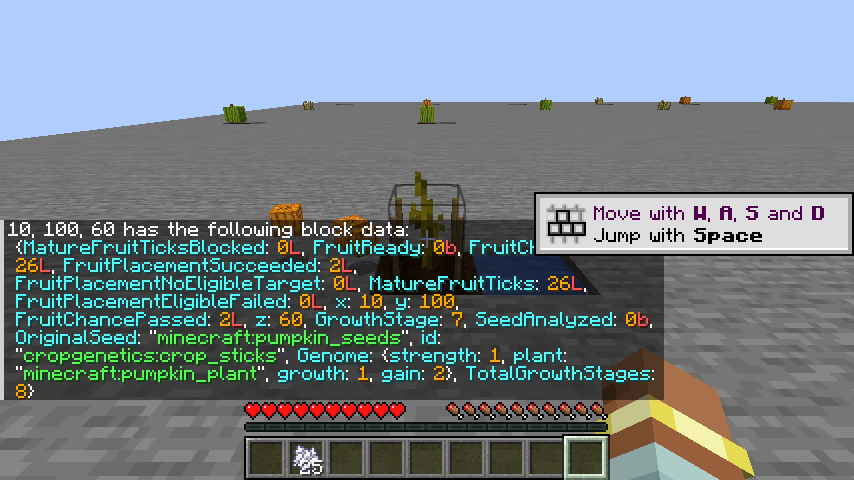 10, 100, 60 has the following block data:
{MatureFruitTicksBlocked: 0L, FruitReady: 0b, FruitCh
26L, FruitPlacementSucceeded: 2L,
FruitPlacementNoEligibleTarget: 0L, MatureFruitTicks: 26L,
FruitPlacementEligibleFailed: 0L, x: 10, y: 100,
FruitChancePassed: 2L, z: 60, GrowthStage: 7, SeedAnalyzed: 0b,
OriginalSeed: "minecraft:pumpkin_seeds", id:
"cropgenetics:crop_sticks", Genome: {strength: 1, plant:
"minecraft:pumpkin_plant", growth: 1, gain: 2}, TotalGrowthStages:
8}
Move with W, A, S and D
Jump with Space
25